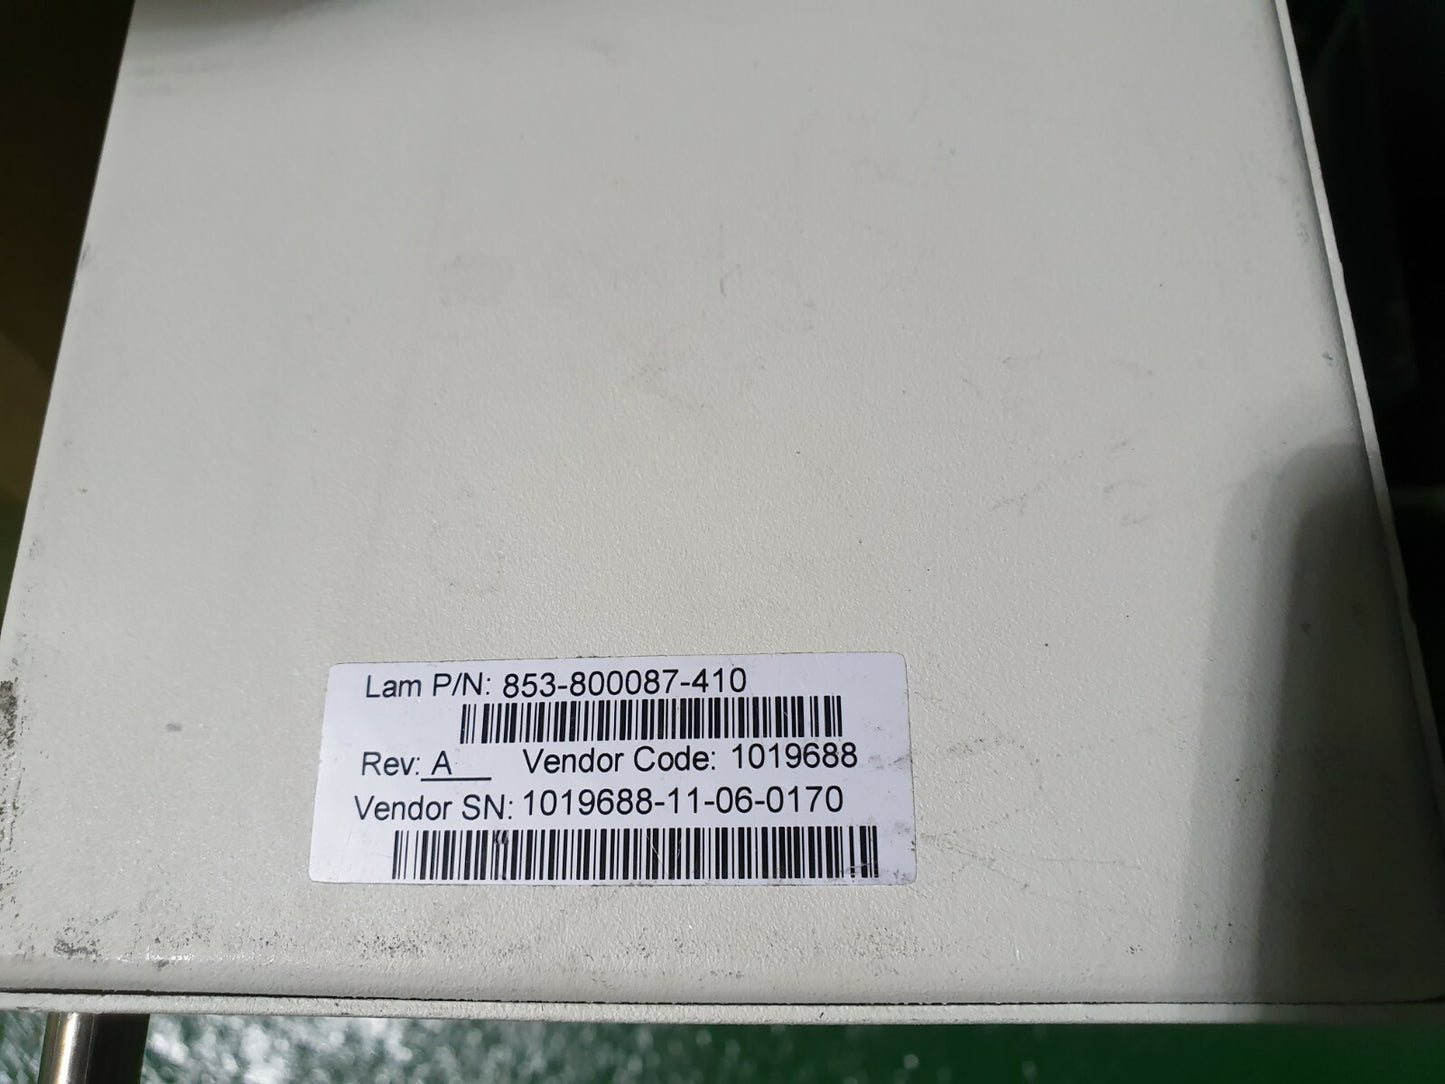 Lam P/N: 853-800087-410
Rev: A Vendor Code: 1019688
Vendor SN: 1019688-11-06-0170